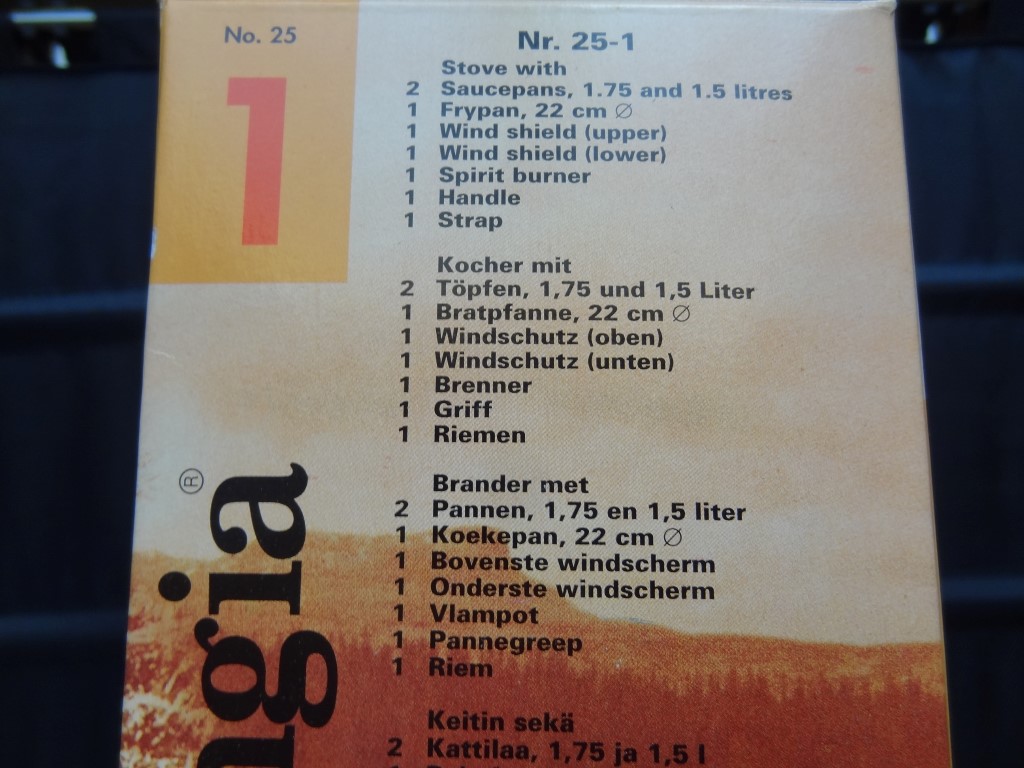 No. 25
1
Nr. 25-1
Stove with
2 Saucepans, 1.75 and 1.5 litres
1 Frypan, 22 cm ∅
1 Wind shield (upper)
1 Wind shield (lower)
1 Spirit burner
1 Handle
1 Strap
Kocher mit
2 Töpfen, 1,75 und 1,5 Liter
1 Bratpfanne, 22 cm ∅
1 Windschutz (oben)
1 Windschutz (unten)
1 Brenner
1 Griff
1 Riemen
Brander met
2 Pannen, 1,75 en 1,5 liter
1 Koekepan, 22 cm ∅
1 Bovenste windscherm
1 Onderste windscherm
1 Vlampot
1 Pannegreep
1 Riem
Keitin sekä
2 Kattilaa, 1,75 ja 1,5 l
ngia®